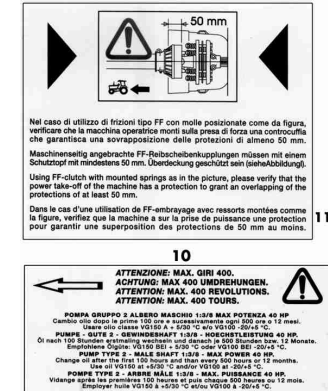 50 mm
Nel caso di utilizzo di frizioni tipo FF con molle posizionate come da figura,
verificare che la macchina operatrice monti sulla presa di forza una controcuffia
che garantisca una sovrapposizione delle protezioni di almeno 50 mm.
Maschinenseitig angebrachte FF-Reibscheibenkupplungen müssen mit einem
Schutztopf mit mindestens 50 mm. Überdeckung geschützt sein (sieheAbbildung).
Using FF-clutch with mounted springs as in the picture, please verify that the
power take-off of the machine has a protection to grant an overlapping of the
protections of at least 50 mm.
Dans le cas d'une utilisation de FF-embrayage avec ressorts montées comme
la figure, verifiez que la machine a sur la prise de puissance une protection
pour garantir une superposition des protections de 50 mm au moins.
11
10
ATTENZIONE: MAX. GIRI 400.
ACHTUNG: MAX 400 UMDREHUNGEN.
ATTENTION: MAX 400 REVOLUTIONS.
ATTENTION: MAX 400 TOURS.
POMPA GRUPPO 2 ALBERO MASCHIO 1:3/8 MAX POTENZA 40 HP
Cambio olio dopo le prime 100 ore e sucessivamente ogni 500 ore o 12 mesi.
Usare olio classe VG150 A + 5/30 °C e/o VG100 -20/+5 °C.
PUMPE - GUTE 2 - GEWINDESHAFT 1:3/8 - HOECHSTLEISTUNG 40 HP.
Öl nach 100 Stunden erstmaling wechseln und danach je 500 Stunden bzw. 12 Monate.
Empfohlene Ölgüte: VG150 BEI + 5/30 °C oder VG100 BEI -20/+5 °C.
PUMP TYPE 2 - MALE SHAFT 1:3/8 - MAX POWER 40 HP.
Change oil after the first 100 hours and than every 500 hours or 12 months.
Use oil VG150 at + 5/30 °C and/or VG100 at -20/+5 °C.
POMPE TYPE 2 - ARBRE MÂLE 1:3/8 - MAX. PUISSANCE 40 HP.
Vidange après les premières 100 heures et puis chaque 500 heures ou 12 mois.
Employer huile VG150 à + 5/30 °C et/ou VG100 à -20/+5 °C.